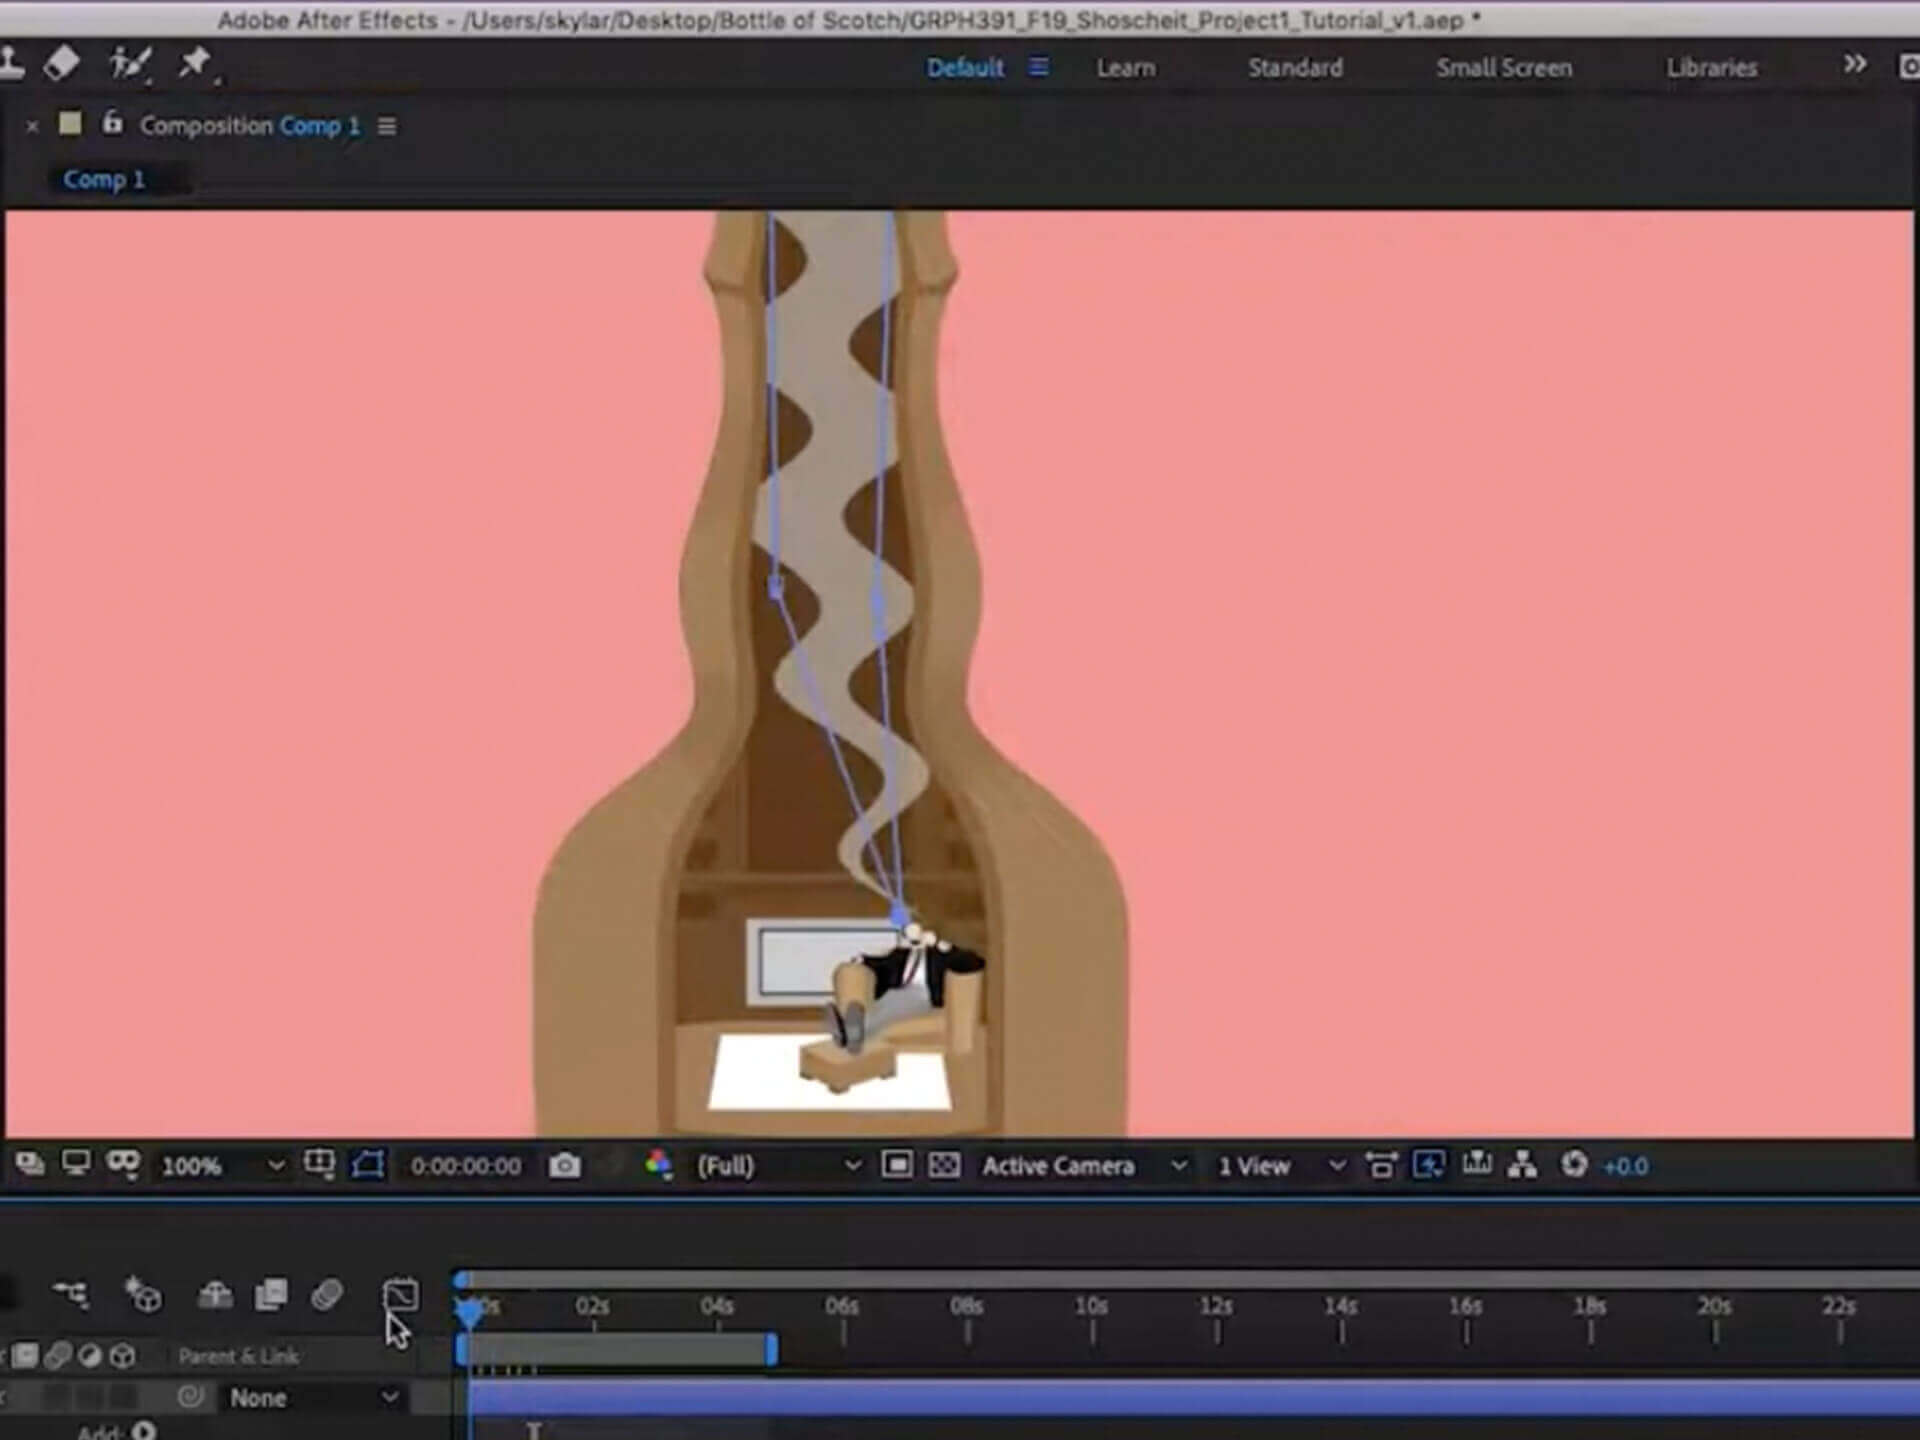 Adobe After Effects - /Users/skylar/Desktop/Bottle of Scotch/GRPH391_F19_Shoscheit_Project1_Tutorial_v1.aep *
Default Learn Standard Small Screen Libraries
Composition Comp 1
Comp 1
100% 0:00:00:00 (Full) Active Camera 1 View +0.0
02s 04s 06s 08s 10s 12s 14s 16s 18s 20s 22s
Parent & Link
None
Add: